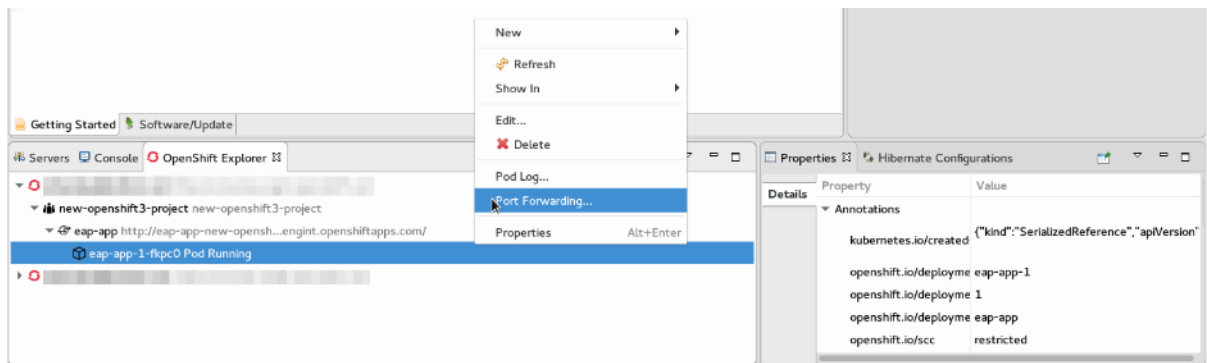 New
Refresh
Show In
Edit...
Delete
Pod Log...
Port Forwarding...
Properties Alt+Enter
Getting Started Software/Update
Servers Console OpenShift Explorer
new-openshift3-project new-openshift3-project
eap-app http://eap-app-new-opensh...engint.openshiftapps.com/
eap-app-1-fkpc0 Pod Running
Properties Hibernate Configurations
Details
Property Value
Annotations
kubernetes.io/created {"kind":"SerializedReference","apiVersion"
openshift.io/deployme eap-app-1
openshift.io/deployme 1
openshift.io/deployme eap-app
openshift.io/scc restricted